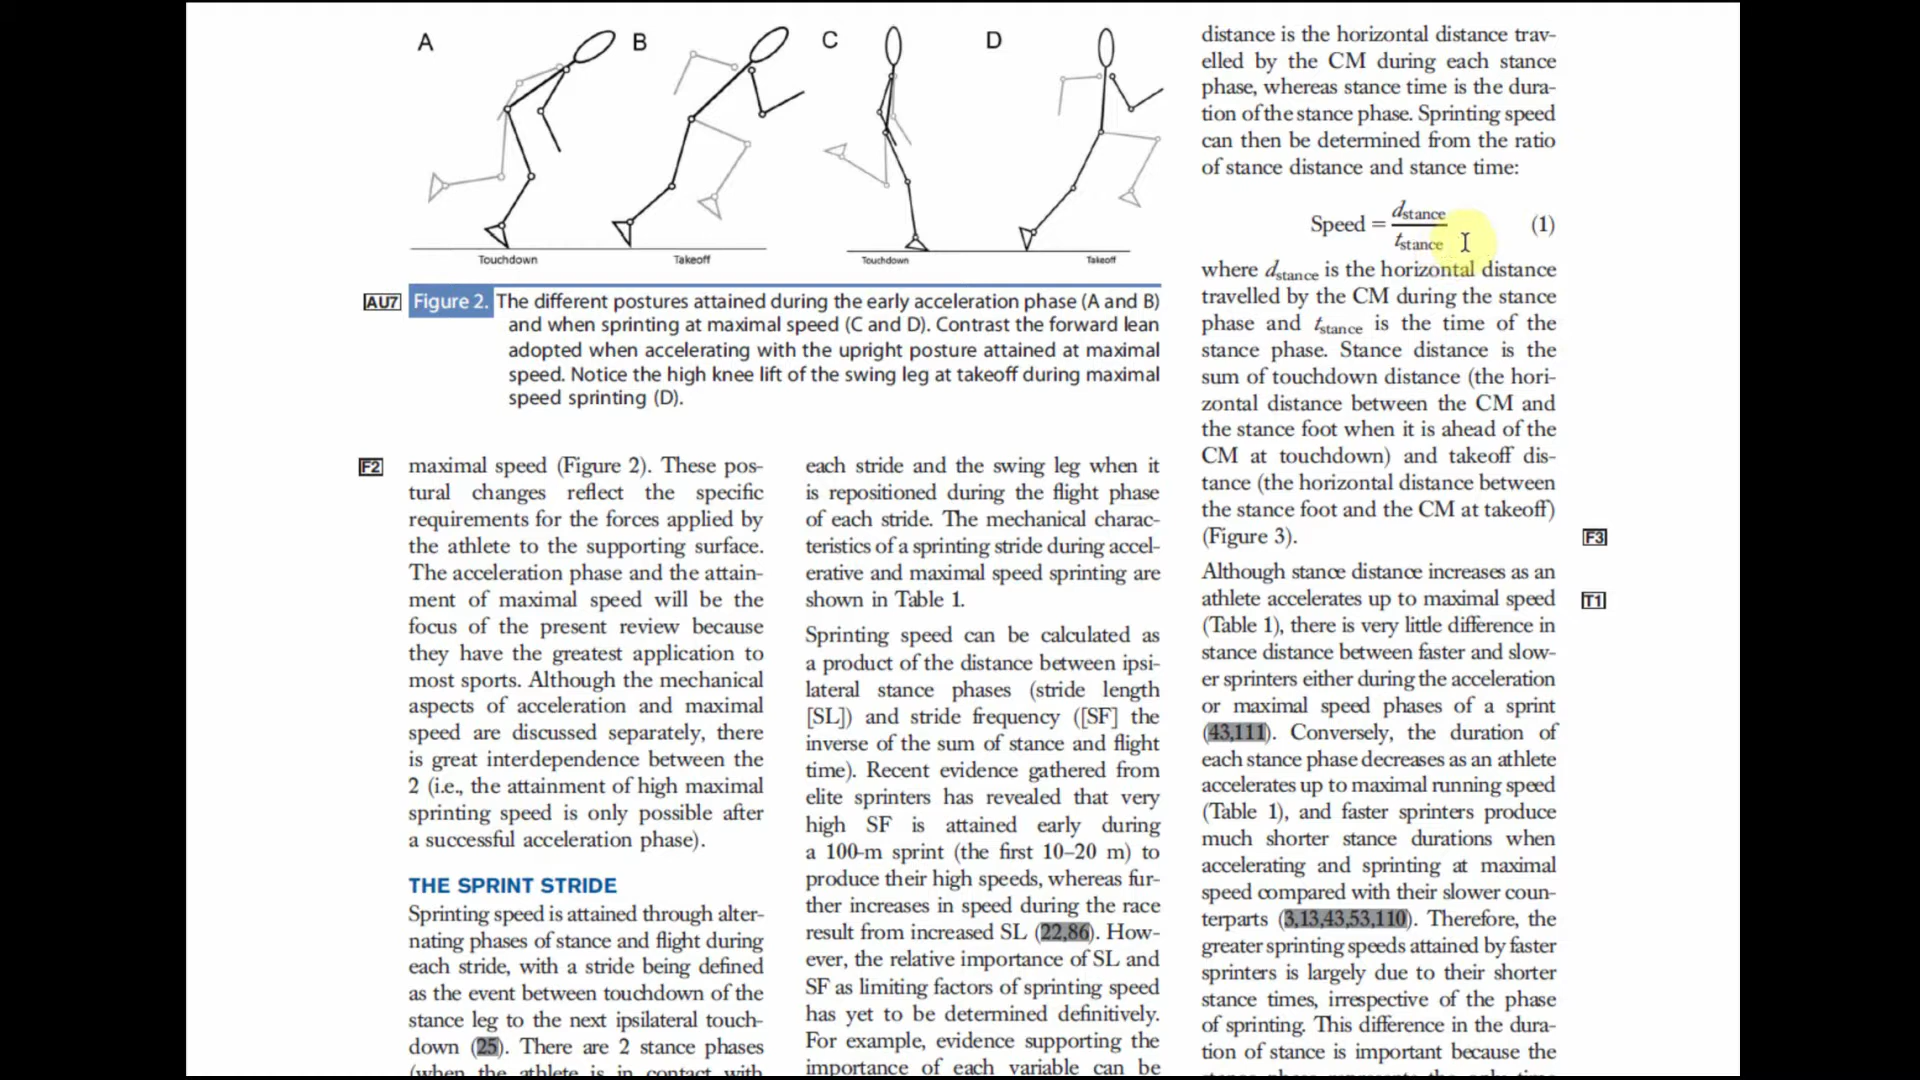 A
B
C
D
Touchdown
Takeoff
Touchdown
Takeoff
AU7 Figure 2. The different postures attained during the early acceleration phase (A and B)
and when sprinting at maximal speed (C and D). Contrast the forward lean
adopted when accelerating with the upright posture attained at maximal
speed. Notice the high knee lift of the swing leg at takeoff during maximal
speed sprinting (D).
F2
maximal speed (Figure 2). These pos-
tural changes reflect the specific
requirements for the forces applied by
the athlete to the supporting surface.
The acceleration phase and the attain-
ment of maximal speed will be the
focus of the present review because
they have the greatest application to
most sports. Although the mechanical
aspects of acceleration and maximal
speed are discussed separately, there
is great interdependence between the
2 (i.e., the attainment of high maximal
sprinting speed is only possible after
a successful acceleration phase).
THE SPRINT STRIDE
Sprinting speed is attained through alter-
nating phases of stance and flight during
each stride, with a stride being defined
as the event between touchdown of the
stance leg to the next ipsilateral touch-
down (25). There are 2 stance phases
(when the athlete is in contact with
each stride and the swing leg when it
is repositioned during the flight phase
of each stride. The mechanical charac-
teristics of a sprinting stride during accel-
erative and maximal speed sprinting are
shown in Table 1.
Sprinting speed can be calculated as
a product of the distance between ipsi-
lateral stance phases (stride length
[SL]) and stride frequency ([SF] the
inverse of the sum of stance and flight
time). Recent evidence gathered from
elite sprinters has revealed that very
high SF is attained early during
a 100-m sprint (the first 10–20 m) to
produce their high speeds, whereas fur-
ther increases in speed during the race
result from increased SL (22,86). How-
ever, the relative importance of SL and
SF as limiting factors of sprinting speed
has yet to be determined definitively.
For example, evidence supporting the
importance of each variable can be
distance is the horizontal distance trav-
elled by the CM during each stance
phase, whereas stance time is the dura-
tion of the stance phase. Sprinting speed
can then be determined from the ratio
of stance distance and stance time:
Speed = d_stance / t_stance (1)
where d_stance is the horizontal distance
travelled by the CM during the stance
phase and t_stance is the time of the
stance phase. Stance distance is the
sum of touchdown distance (the hori-
zontal distance between the CM and
the stance foot when it is ahead of the
CM at touchdown) and takeoff dis-
tance (the horizontal distance between
the stance foot and the CM at takeoff)
(Figure 3).
F3
Although stance distance increases as an
athlete accelerates up to maximal speed
T1
(Table 1), there is very little difference in
stance distance between faster and slow-
er sprinters either during the acceleration
or maximal speed phases of a sprint
(43,111). Conversely, the duration of
each stance phase decreases as an athlete
accelerates up to maximal running speed
(Table 1), and faster sprinters produce
much shorter stance durations when
accelerating and sprinting at maximal
speed compared with their slower coun-
terparts (3,13,43,53,110). Therefore, the
greater sprinting speeds attained by faster
sprinters is largely due to their shorter
stance times, irrespective of the phase
of sprinting. This difference in the dura-
tion of stance is important because the